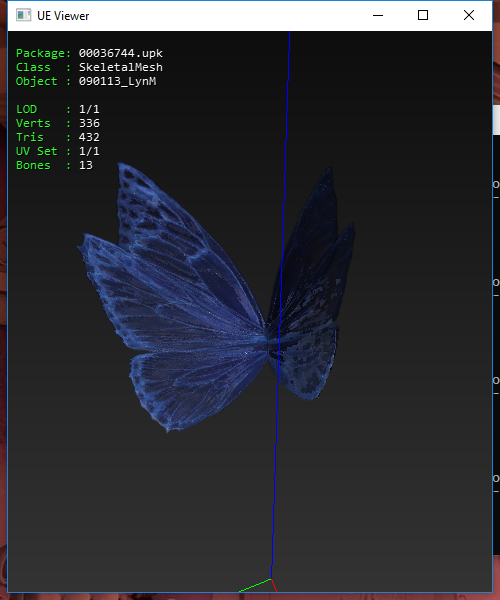 UE Viewer
Package: 00036744.upk
Class : SkeletalMesh
Object : 090113_LynM
LOD : 1/1
Verts : 336
Tris : 432
UV Set : 1/1
Bones : 13